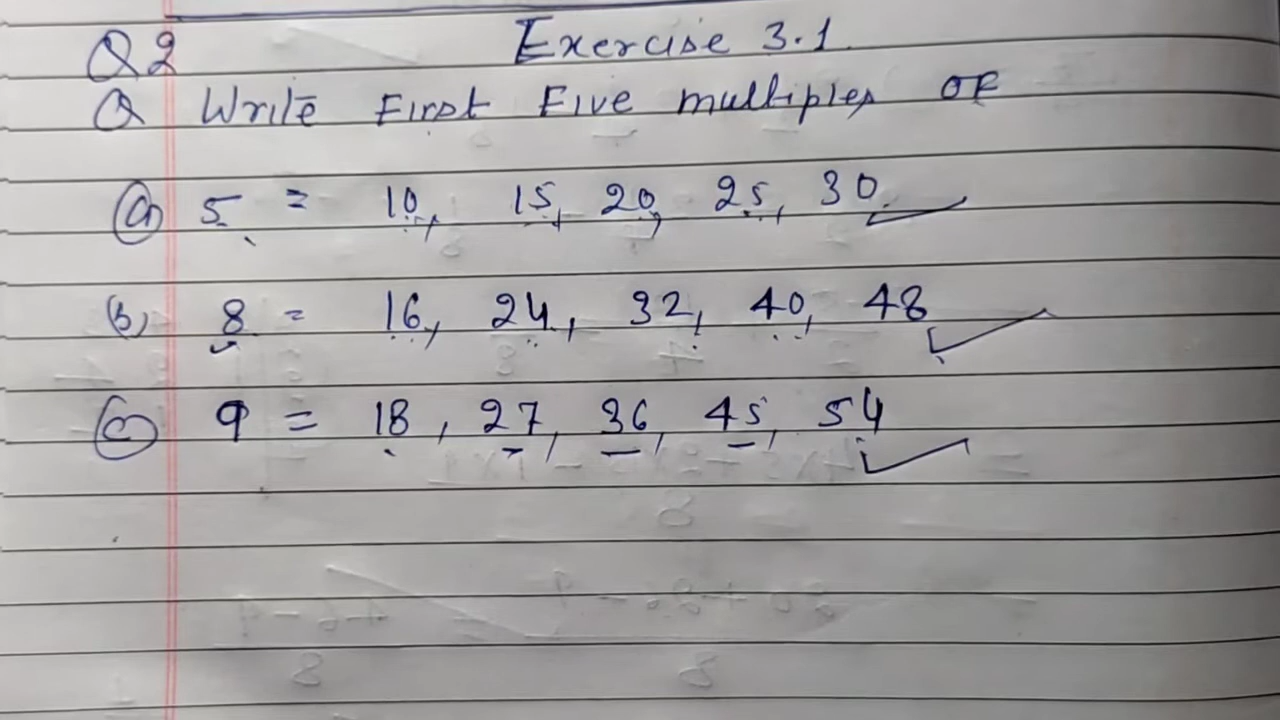 Q 2 Exercise 3.1
Q Write First Five multiples OF
(a) 5 = 10, 15, 20, 25, 30
(b) 8 = 16, 24, 32, 40, 48
(c) 9 = 18, 27, 36, 45, 54